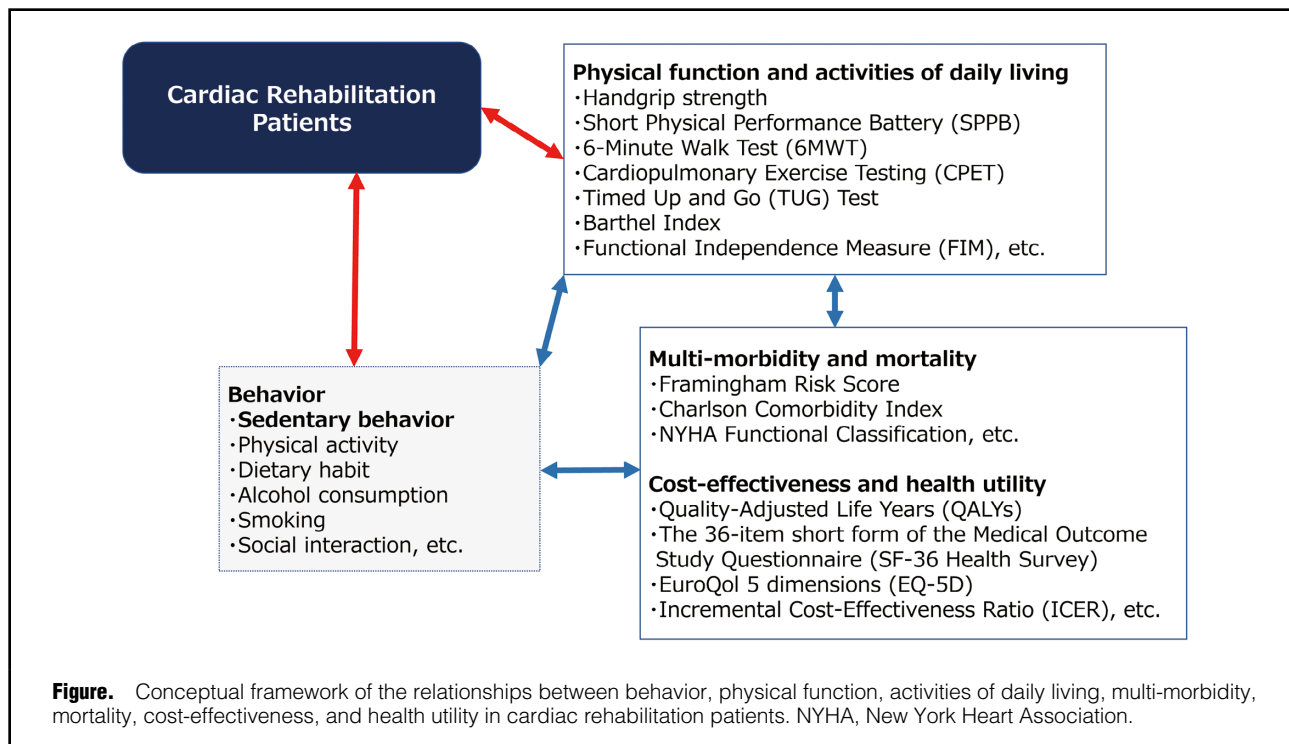 Cardiac Rehabilitation
Patients
Physical function and activities of daily living
・Handgrip strength
・Short Physical Performance Battery (SPPB)
・6-Minute Walk Test (6MWT)
・Cardiopulmonary Exercise Testing (CPET)
・Timed Up and Go (TUG) Test
・Barthel Index
・Functional Independence Measure (FIM), etc.
Behavior
・Sedentary behavior
・Physical activity
・Dietary habit
・Alcohol consumption
・Smoking
・Social interaction, etc.
Multi-morbidity and mortality
・Framingham Risk Score
・Charlson Comorbidity Index
・NYHA Functional Classification, etc.
Cost-effectiveness and health utility
・Quality-Adjusted Life Years (QALYs)
・The 36-item short form of the Medical Outcome
Study Questionnaire (SF-36 Health Survey)
・EuroQol 5 dimensions (EQ-5D)
・Incremental Cost-Effectiveness Ratio (ICER), etc.
Figure. Conceptual framework of the relationships between behavior, physical function, activities of daily living, multi-morbidity,
mortality, cost-effectiveness, and health utility in cardiac rehabilitation patients. NYHA, New York Heart Association.